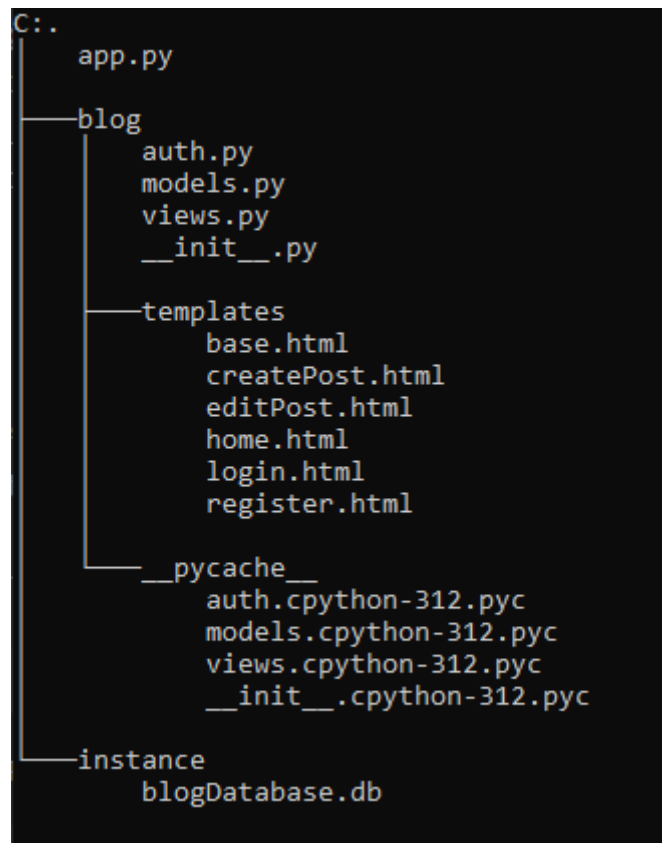 C:.
app.py
blog
auth.py
models.py
views.py
__init__.py
templates
base.html
createPost.html
editPost.html
home.html
login.html
register.html
__pycache__
auth.cpython-312.pyc
models.cpython-312.pyc
views.cpython-312.pyc
__init__.cpython-312.pyc
instance
blogDatabase.db